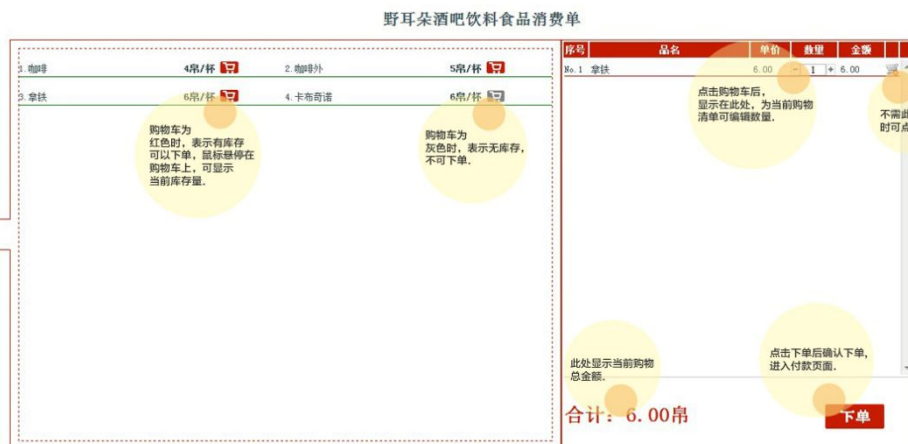 野耳朵酒吧饮料食品消费单
1.咖啡 4帛/杯 2.咖啡外 5帛/杯
3.拿铁 6帛/杯 4.卡布奇诺 6帛/杯
购物车为
红色时，表示有库存
可以下单，鼠标悬停在
购物车上，可显示
当前库存量.
购物车为
灰色时，表示无库存，
不可下单.
序号 品名 单价 数量 金额
No.1 拿铁 6.00 - 1 + 6.00
点击购物车后，
显示在此处，为当前购物
清单可编辑数量.
不需此
时可点
此处显示当前购物
总金额.
点击下单后确认下单，
进入付款页面.
合计: 6.00帛
下单